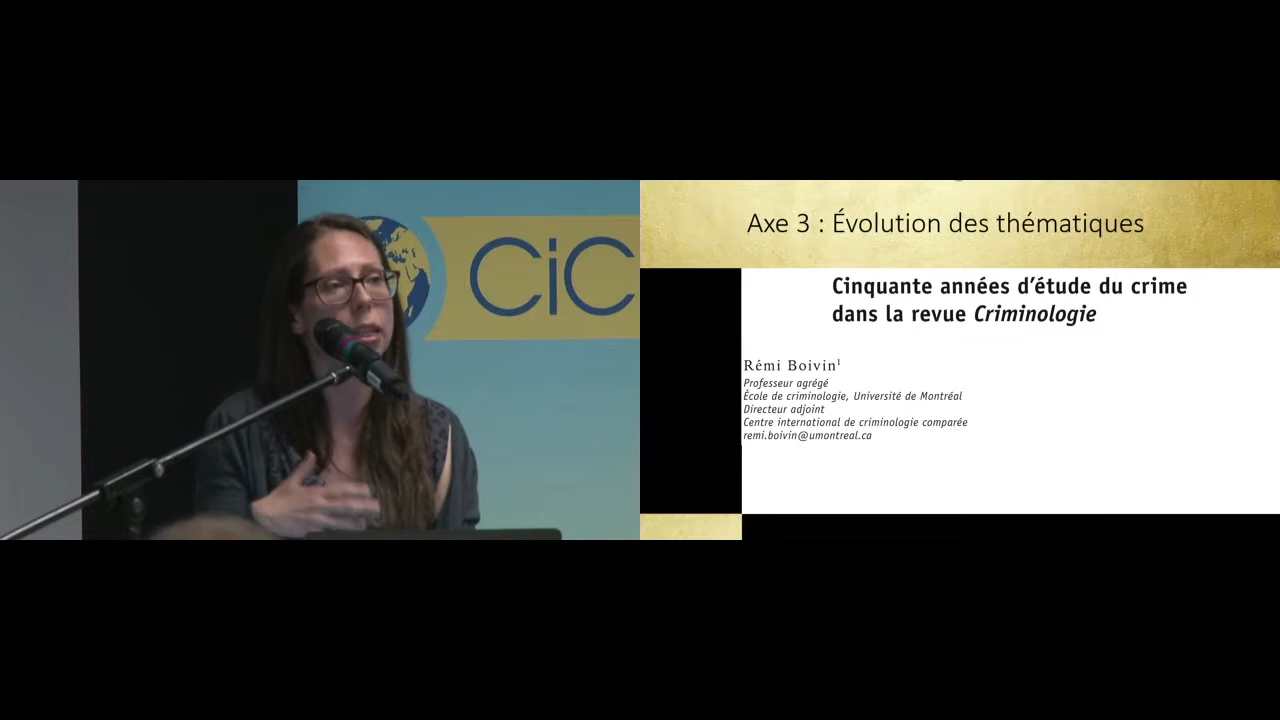 CiC
Axe 3 : Évolution des thématiques
Cinquante années d'étude du crime
dans la revue Criminologie
Rémi Boivin¹
Professeur agrégé
École de criminologie, Université de Montréal
Directeur adjoint
Centre international de criminologie comparée
remi.boivin@umontreal.ca